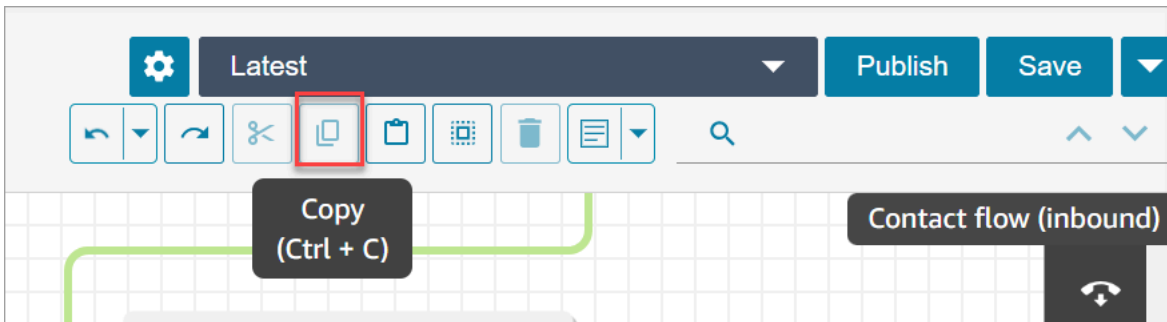 Latest
Publish
Save
Copy
(Ctrl + C)
Contact flow (inbound)